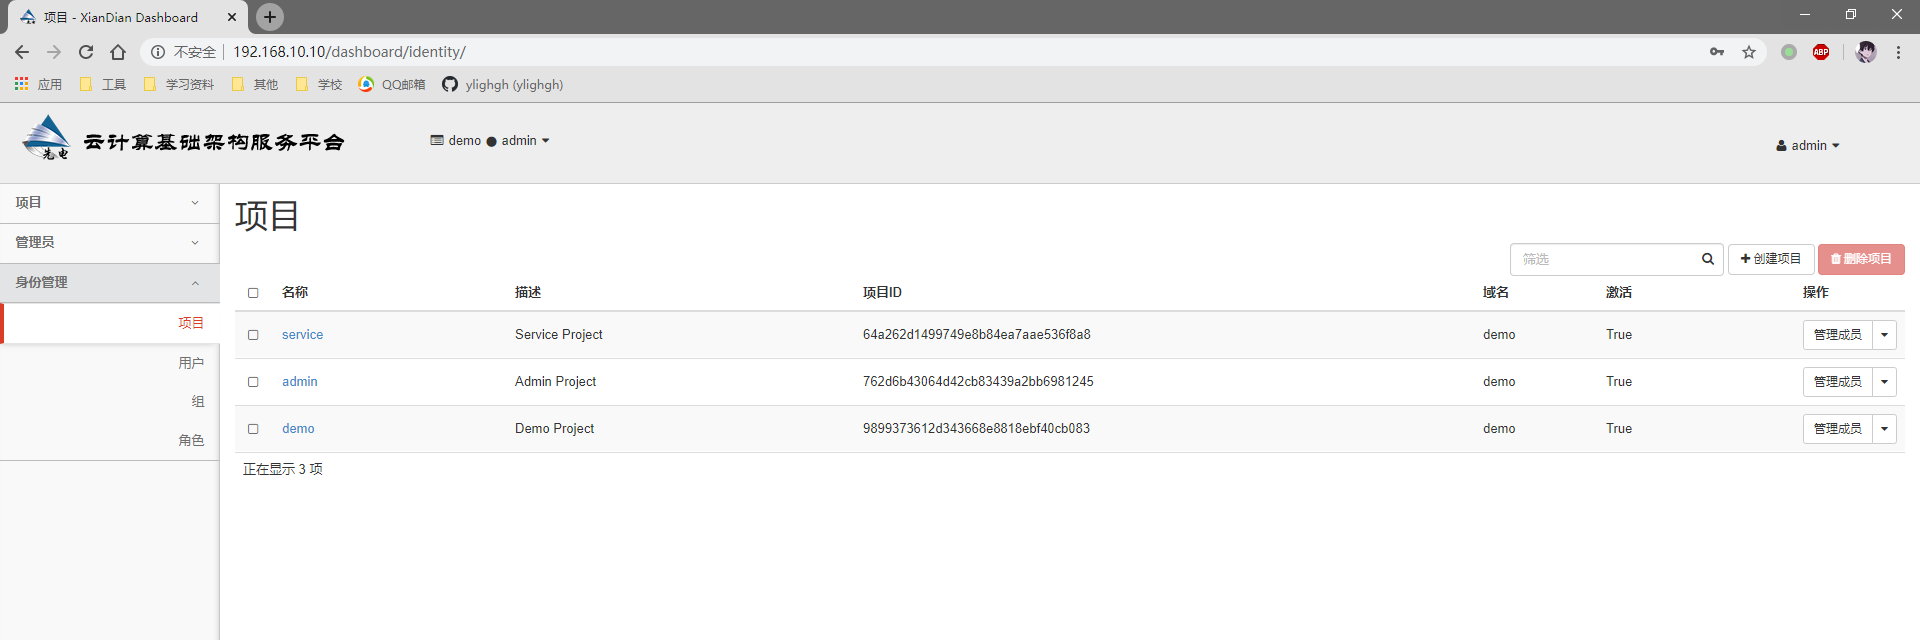 项目 - XianDian Dashboard
不安全 192.168.10.10/dashboard/identity/
ABP
应用 工具 学习资料 其他 学校 QQ邮箱 ylighgh (ylighgh)
先电 云计算基础架构服务平台 demo ● admin admin
项目
管理员
身份管理
项目
用户
组
角色
项目
筛选 创建项目 删除项目
名称 描述 项目ID 域名 激活 操作
service Service Project 64a262d1499749e8b84ea7aae536f8a8 demo True 管理成员
admin Admin Project 762d6b43064d42cb83439a2bb6981245 demo True 管理成员
demo Demo Project 9899373612d343668e8818ebf40cb083 demo True 管理成员
正在显示 3 项